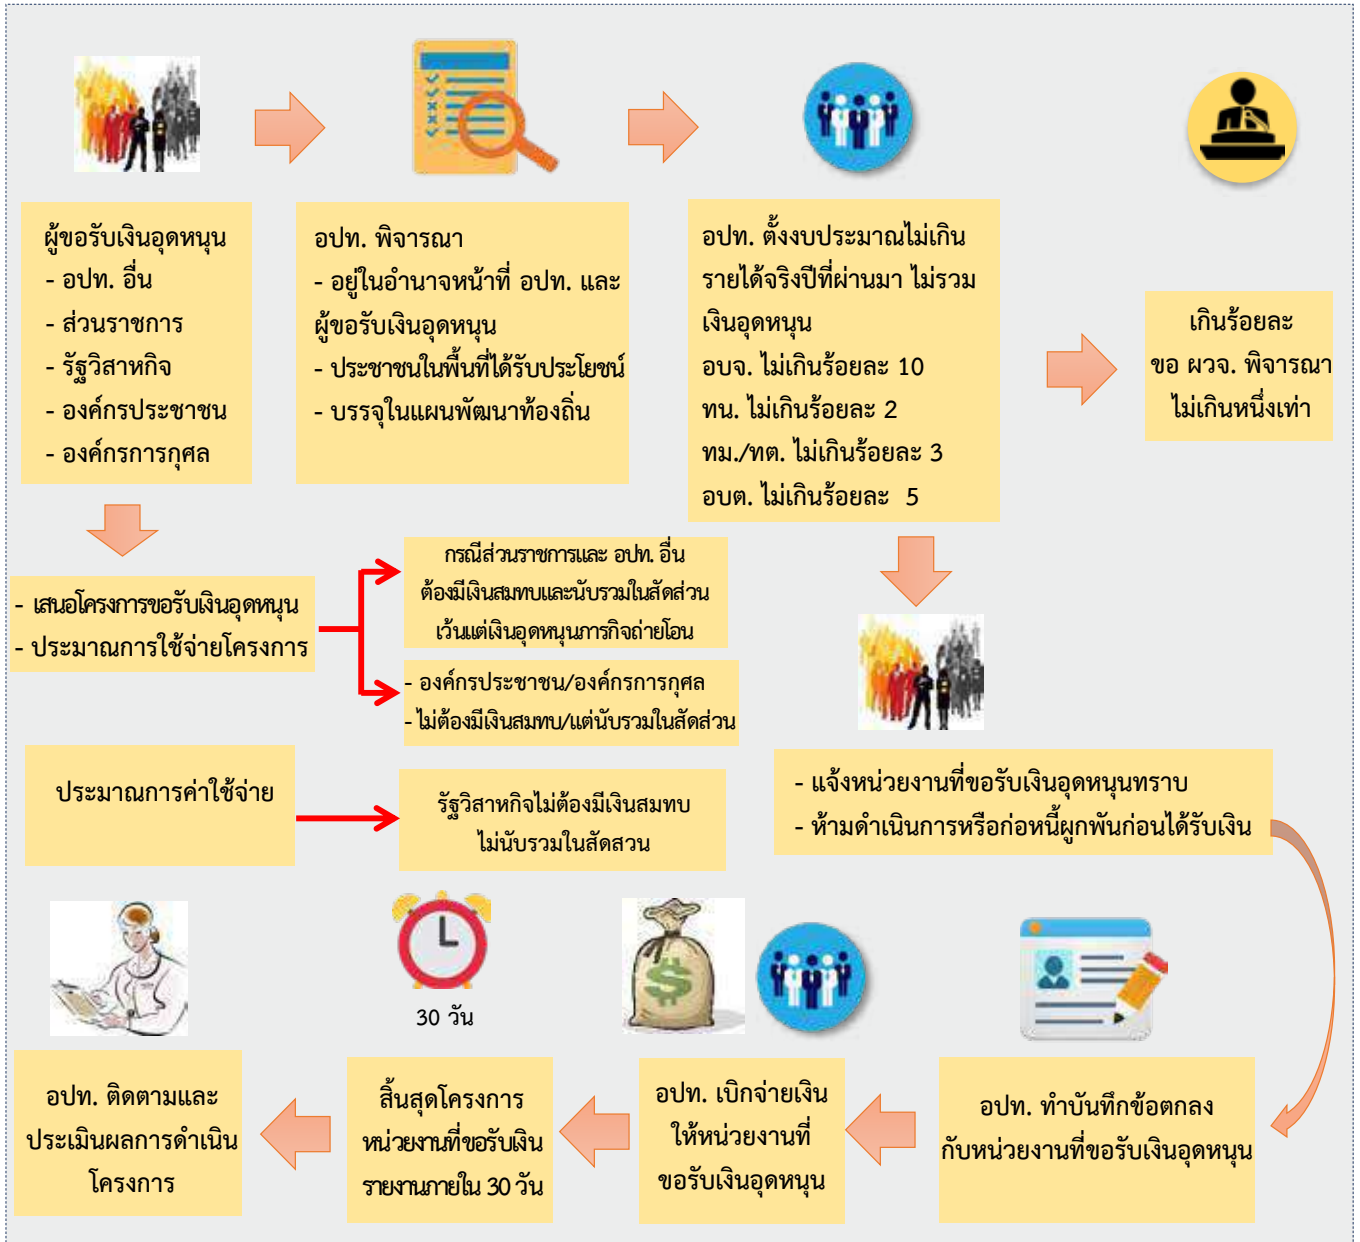 ผู้ขอรับเงินอุดหนุน
- อปท. อื่น
- ส่วนราชการ
- รัฐวิสาหกิจ
- องค์กรประชาชน
- องค์กรการกุศล
อปท. พิจารณา
- อยู่ในอำนาจหน้าที่ อปท. และ
ผู้ขอรับเงินอุดหนุน
- ประชาชนในพื้นที่ได้รับประโยชน์
- บรรจุในแผนพัฒนาท้องถิ่น
อปท. ตั้งงบประมาณไม่เกิน
รายได้จริงปีที่ผ่านมา ไม่รวม
เงินอุดหนุน
อบจ. ไม่เกินร้อยละ 10
ทน. ไม่เกินร้อยละ 2
ทม./ทต. ไม่เกินร้อยละ 3
อบต. ไม่เกินร้อยละ 5
เกินร้อยละ
ขอ ผวจ. พิจารณา
ไม่เกินหนึ่งเท่า
- เสนอโครงการขอรับเงินอุดหนุน
- ประมาณการใช้จ่ายโครงการ
กรณีส่วนราชการและ อปท. อื่น
ต้องมีเงินสมทบและนับรวมในสัดส่วน
เว้นแต่เงินอุดหนุนภารกิจถ่ายโอน
- องค์กรประชาชน/องค์กรการกุศล
- ไม่ต้องมีเงินสมทบ/แต่นับรวมในสัดส่วน
ประมาณการค่าใช้จ่าย
รัฐวิสาหกิจไม่ต้องมีเงินสมทบ
ไม่นับรวมในสัดสวน
- แจ้งหน่วยงานที่ขอรับเงินอุดหนุนทราบ
- ห้ามดำเนินการหรือก่อหนี้ผูกพันก่อนได้รับเงิน
อปท. ทำบันทึกข้อตกลง
กับหน่วยงานที่ขอรับเงินอุดหนุน
อปท. เบิกจ่ายเงิน
ให้หน่วยงานที่
ขอรับเงินอุดหนุน
30 วัน
สิ้นสุดโครงการ
หน่วยงานที่ขอรับเงิน
รายงานภายใน 30 วัน
อปท. ติดตามและ
ประเมินผลการดำเนิน
โครงการ